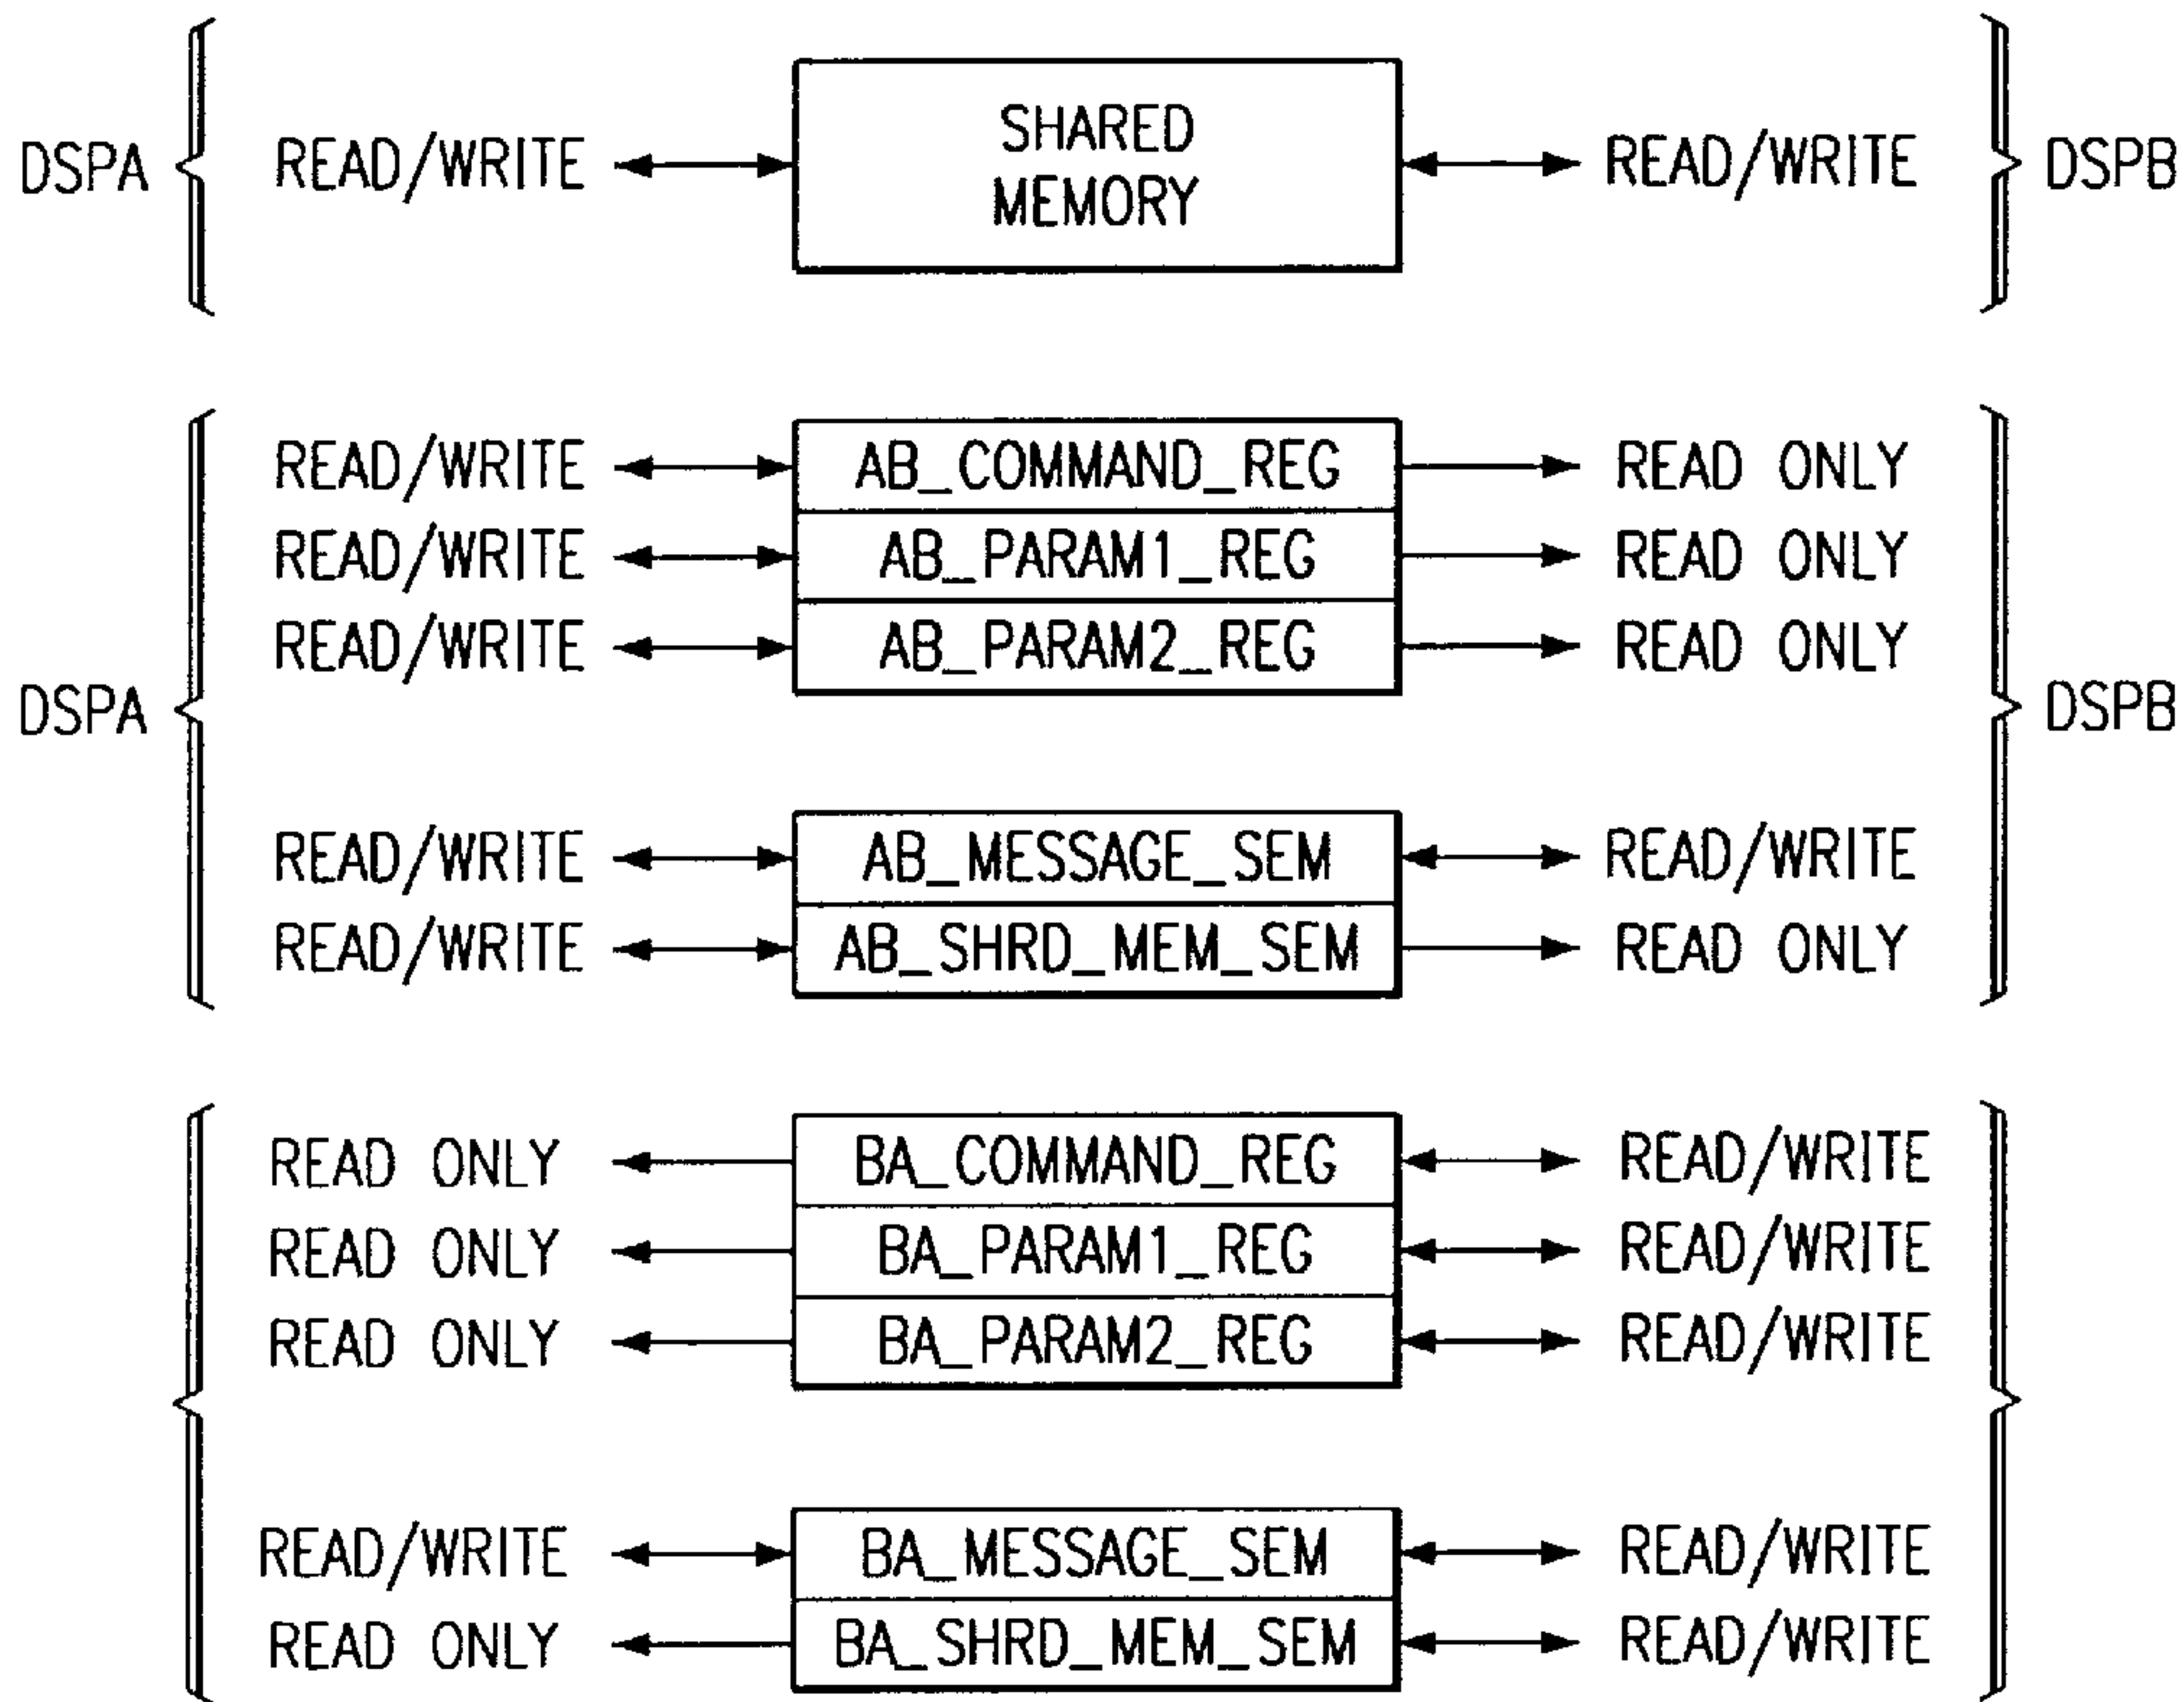 SHARED
DSPA READ/WRITE MEMORY READ/WRITE DSPB
READ/WRITE AB_COMMAND_REG READ ONLY
READ/WRITE AB_PARAM1_REG READ ONLY
READ/WRITE AB_PARAM2_REG READ ONLY
DSPA DSPB
READ/WRITE AB_MESSAGE_SEM READ/WRITE
READ/WRITE AB_SHRD_MEM_SEM READ ONLY
READ ONLY BA_COMMAND_REG READ/WRITE
READ ONLY BA_PARAM1_REG READ/WRITE
READ ONLY BA_PARAM2_REG READ/WRITE
READ/WRITE BA_MESSAGE_SEM READ/WRITE
READ ONLY BA_SHRD_MEM_SEM READ/WRITE